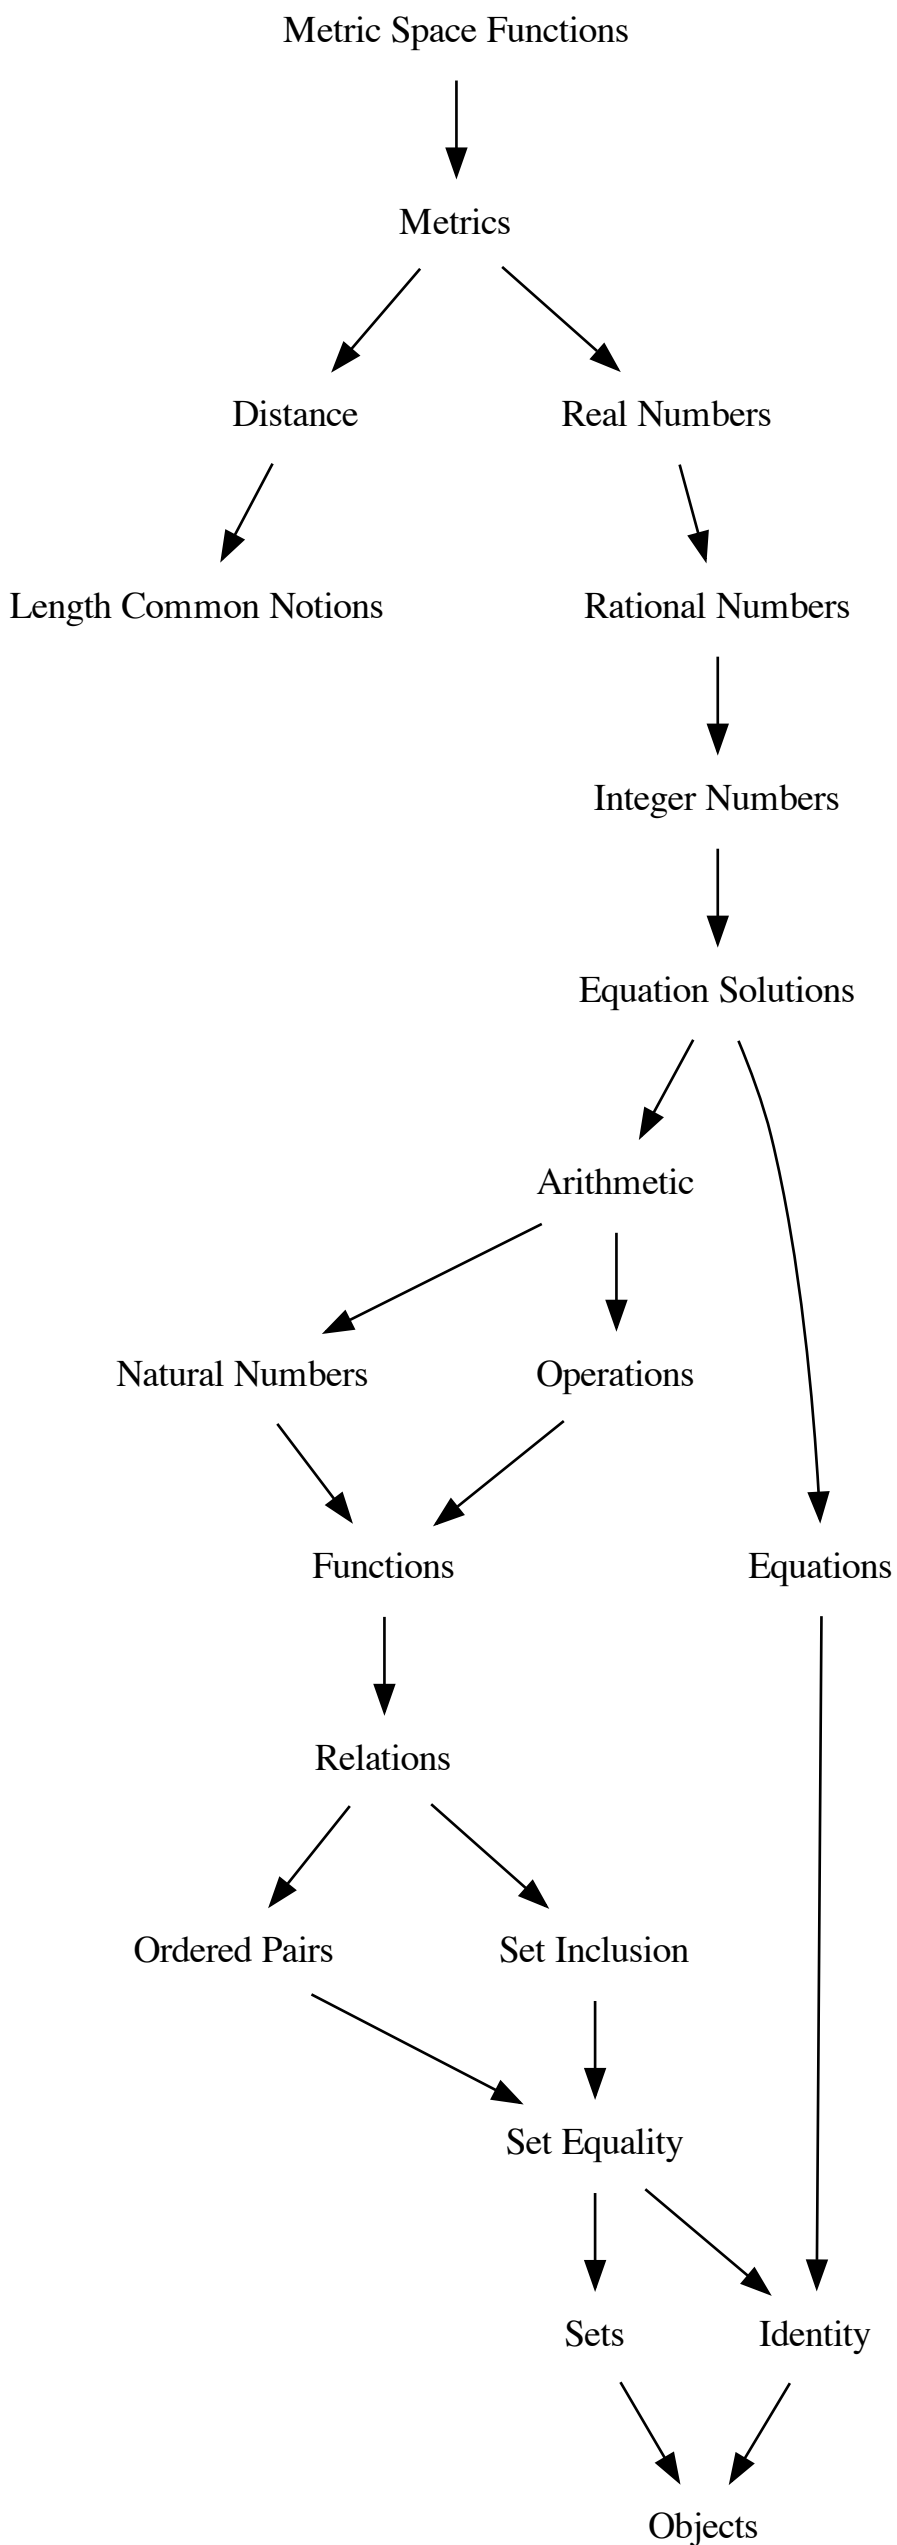 Metric Space Functions
Metrics
Distance
Real Numbers
Length Common Notions
Rational Numbers
Integer Numbers
Equation Solutions
Arithmetic
Natural Numbers
Operations
Functions
Equations
Relations
Ordered Pairs
Set Inclusion
Set Equality
Sets
Identity
Objects